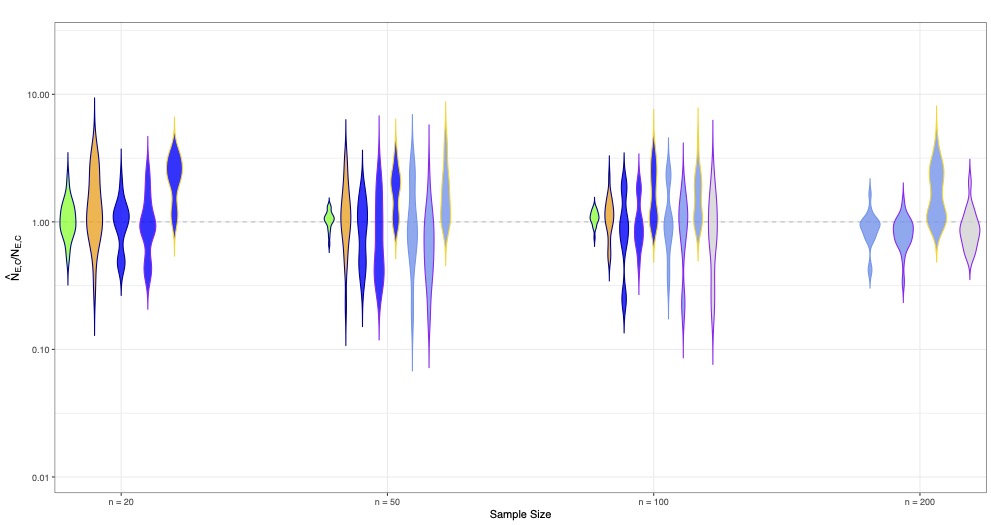 10.00
1.00
0.10
0.01
N̂E,O/NE,C
n = 20
n = 50
n = 100
n = 200
Sample Size